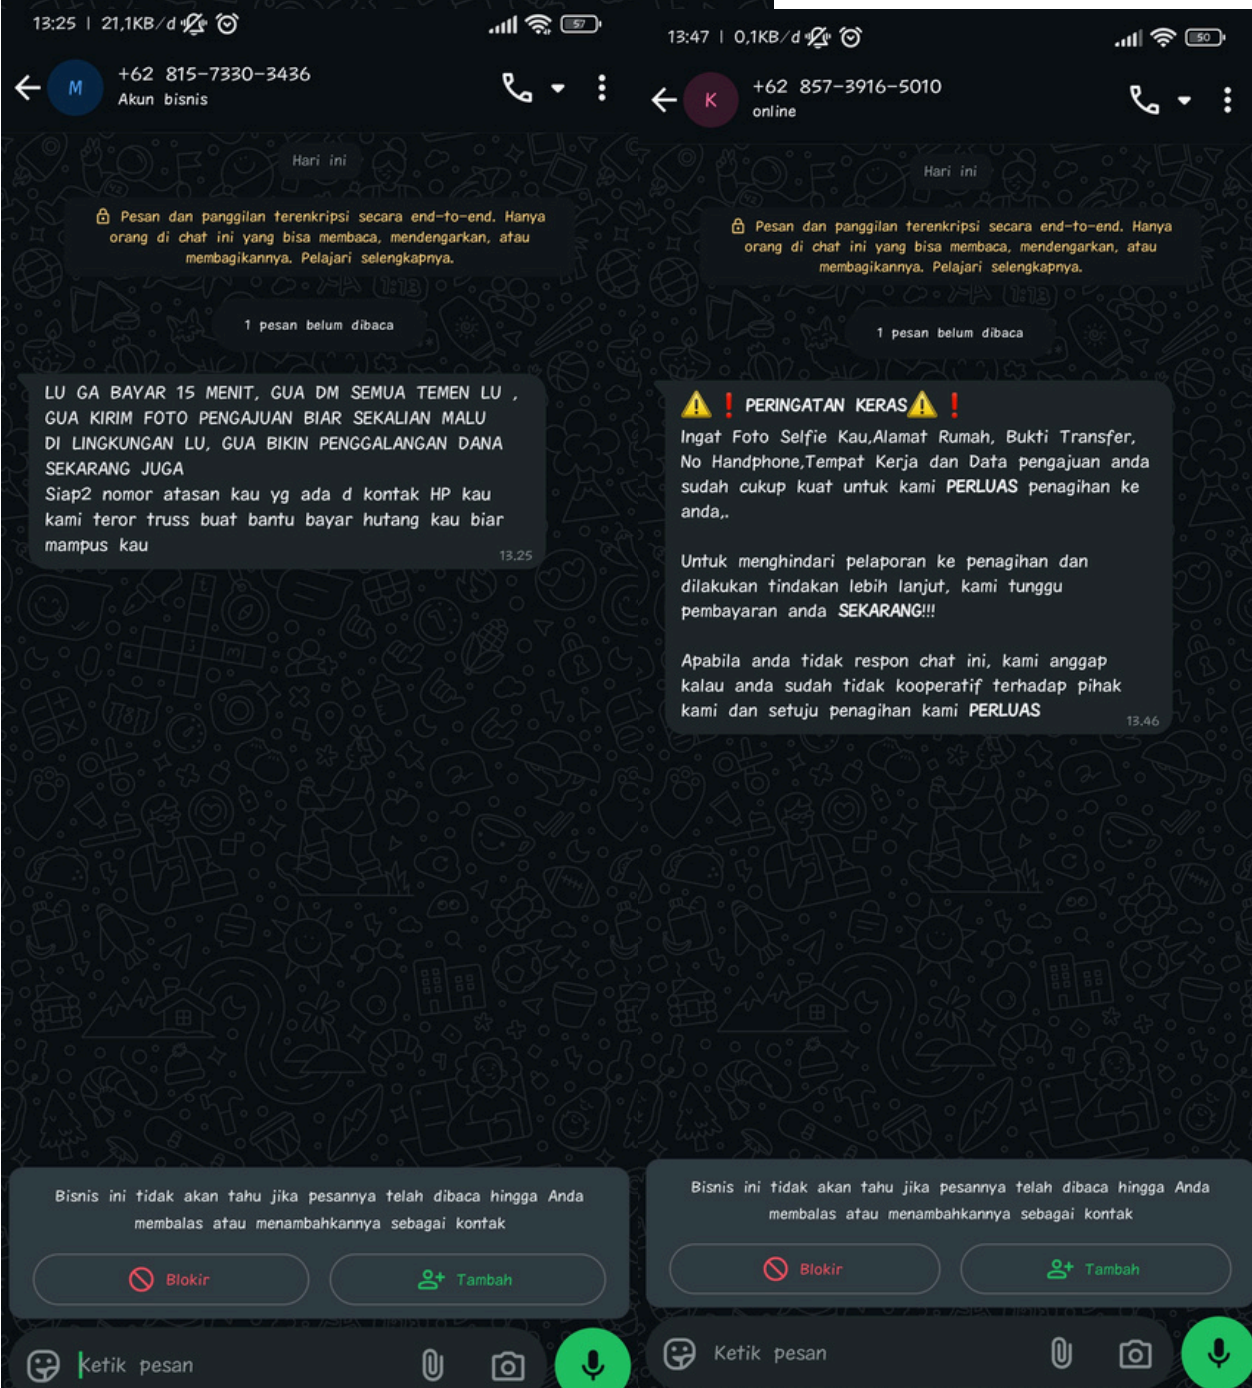 13:25 | 21,1KB/d
57
M
+62 815-7330-3436
Akun bisnis
Hari ini
Pesan dan panggilan terenkripsi secara end-to-end. Hanya
orang di chat ini yang bisa membaca, mendengarkan, atau
membagikannya. Pelajari selengkapnya.
1 pesan belum dibaca
LU GA BAYAR 15 MENIT, GUA DM SEMUA TEMEN LU ,
GUA KIRIM FOTO PENGAJUAN BIAR SEKALIAN MALU
DI LINGKUNGAN LU, GUA BIKIN PENGGALANGAN DANA
SEKARANG JUGA
Siap2 nomor atasan kau yg ada d kontak HP kau
kami teror truss buat bantu bayar hutang kau biar
mampus kau
13.25
Bisnis ini tidak akan tahu jika pesannya telah dibaca hingga Anda
membalas atau menambahkannya sebagai kontak
Blokir
Tambah
Ketik pesan
13:47 | 0,1KB/d
50
K
+62 857-3916-5010
online
Hari ini
Pesan dan panggilan terenkripsi secara end-to-end. Hanya
orang di chat ini yang bisa membaca, mendengarkan, atau
membagikannya. Pelajari selengkapnya.
1 pesan belum dibaca
⚠️❗PERINGATAN KERAS⚠️❗
Ingat Foto Selfie Kau,Alamat Rumah, Bukti Transfer,
No Handphone,Tempat Kerja dan Data pengajuan anda
sudah cukup kuat untuk kami PERLUAS penagihan ke
anda,.
Untuk menghindari pelaporan ke penagihan dan
dilakukan tindakan lebih lanjut, kami tunggu
pembayaran anda SEKARANG!!!
Apabila anda tidak respon chat ini, kami anggap
kalau anda sudah tidak kooperatif terhadap pihak
kami dan setuju penagihan kami PERLUAS
13.46
Bisnis ini tidak akan tahu jika pesannya telah dibaca hingga Anda
membalas atau menambahkannya sebagai kontak
Blokir
Tambah
Ketik pesan